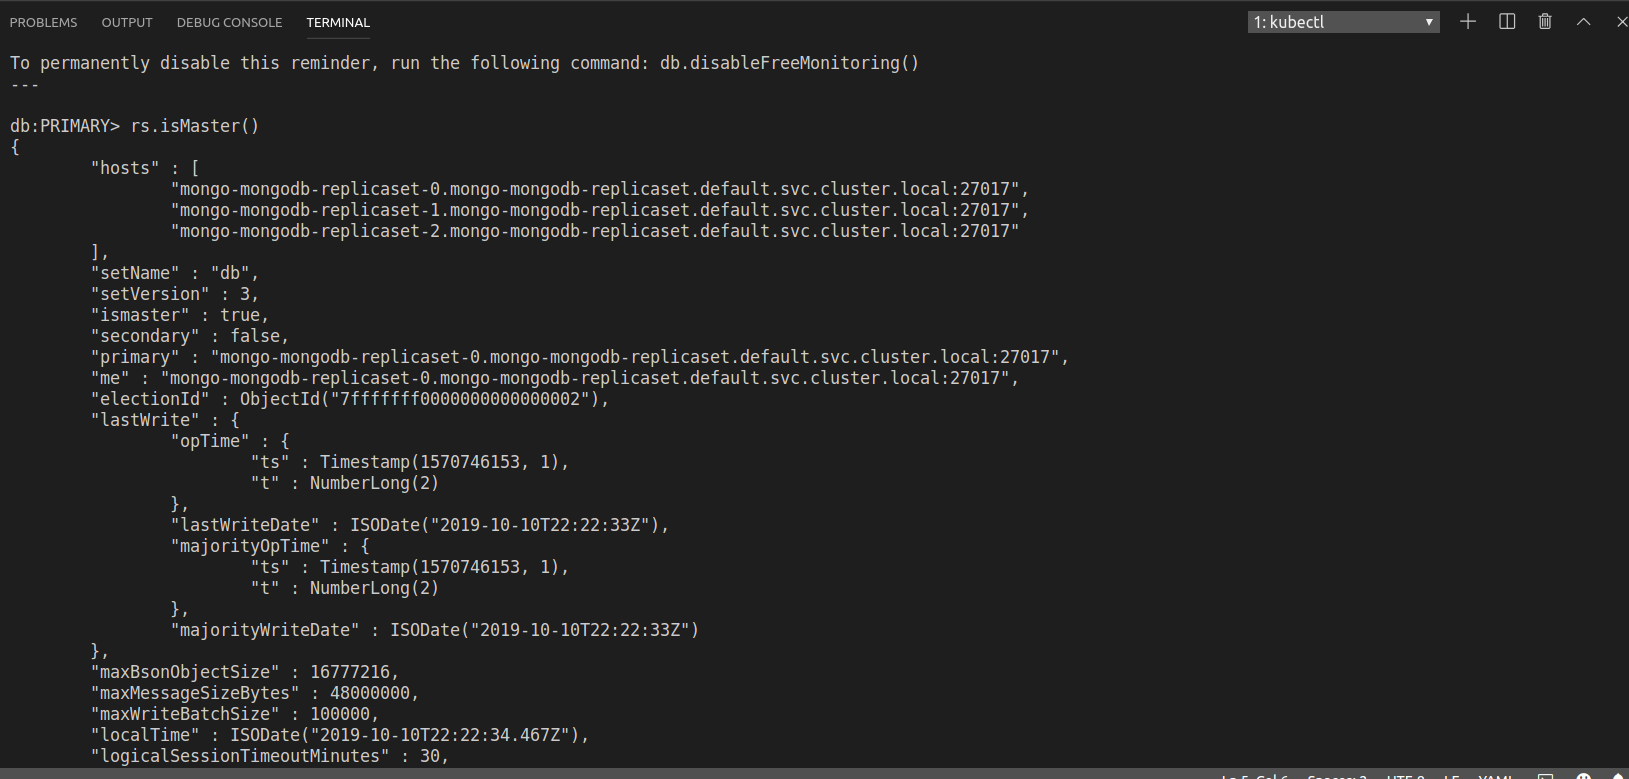 PROBLEMS OUTPUT DEBUG CONSOLE TERMINAL 1: kubectl
To permanently disable this reminder, run the following command: db.disableFreeMonitoring()
---
db:PRIMARY> rs.isMaster()
{
"hosts" : [
"mongo-mongodb-replicaset-0.mongo-mongodb-replicaset.default.svc.cluster.local:27017",
"mongo-mongodb-replicaset-1.mongo-mongodb-replicaset.default.svc.cluster.local:27017",
"mongo-mongodb-replicaset-2.mongo-mongodb-replicaset.default.svc.cluster.local:27017"
],
"setName" : "db",
"setVersion" : 3,
"ismaster" : true,
"secondary" : false,
"primary" : "mongo-mongodb-replicaset-0.mongo-mongodb-replicaset.default.svc.cluster.local:27017",
"me" : "mongo-mongodb-replicaset-0.mongo-mongodb-replicaset.default.svc.cluster.local:27017",
"electionId" : ObjectId("7fffffff0000000000000002"),
"lastWrite" : {
"opTime" : {
"ts" : Timestamp(1570746153, 1),
"t" : NumberLong(2)
},
"lastWriteDate" : ISODate("2019-10-10T22:22:33Z"),
"majorityOpTime" : {
"ts" : Timestamp(1570746153, 1),
"t" : NumberLong(2)
},
"majorityWriteDate" : ISODate("2019-10-10T22:22:33Z")
},
"maxBsonObjectSize" : 16777216,
"maxMessageSizeBytes" : 48000000,
"maxWriteBatchSize" : 100000,
"localTime" : ISODate("2019-10-10T22:22:34.467Z"),
"logicalSessionTimeoutMinutes" : 30,